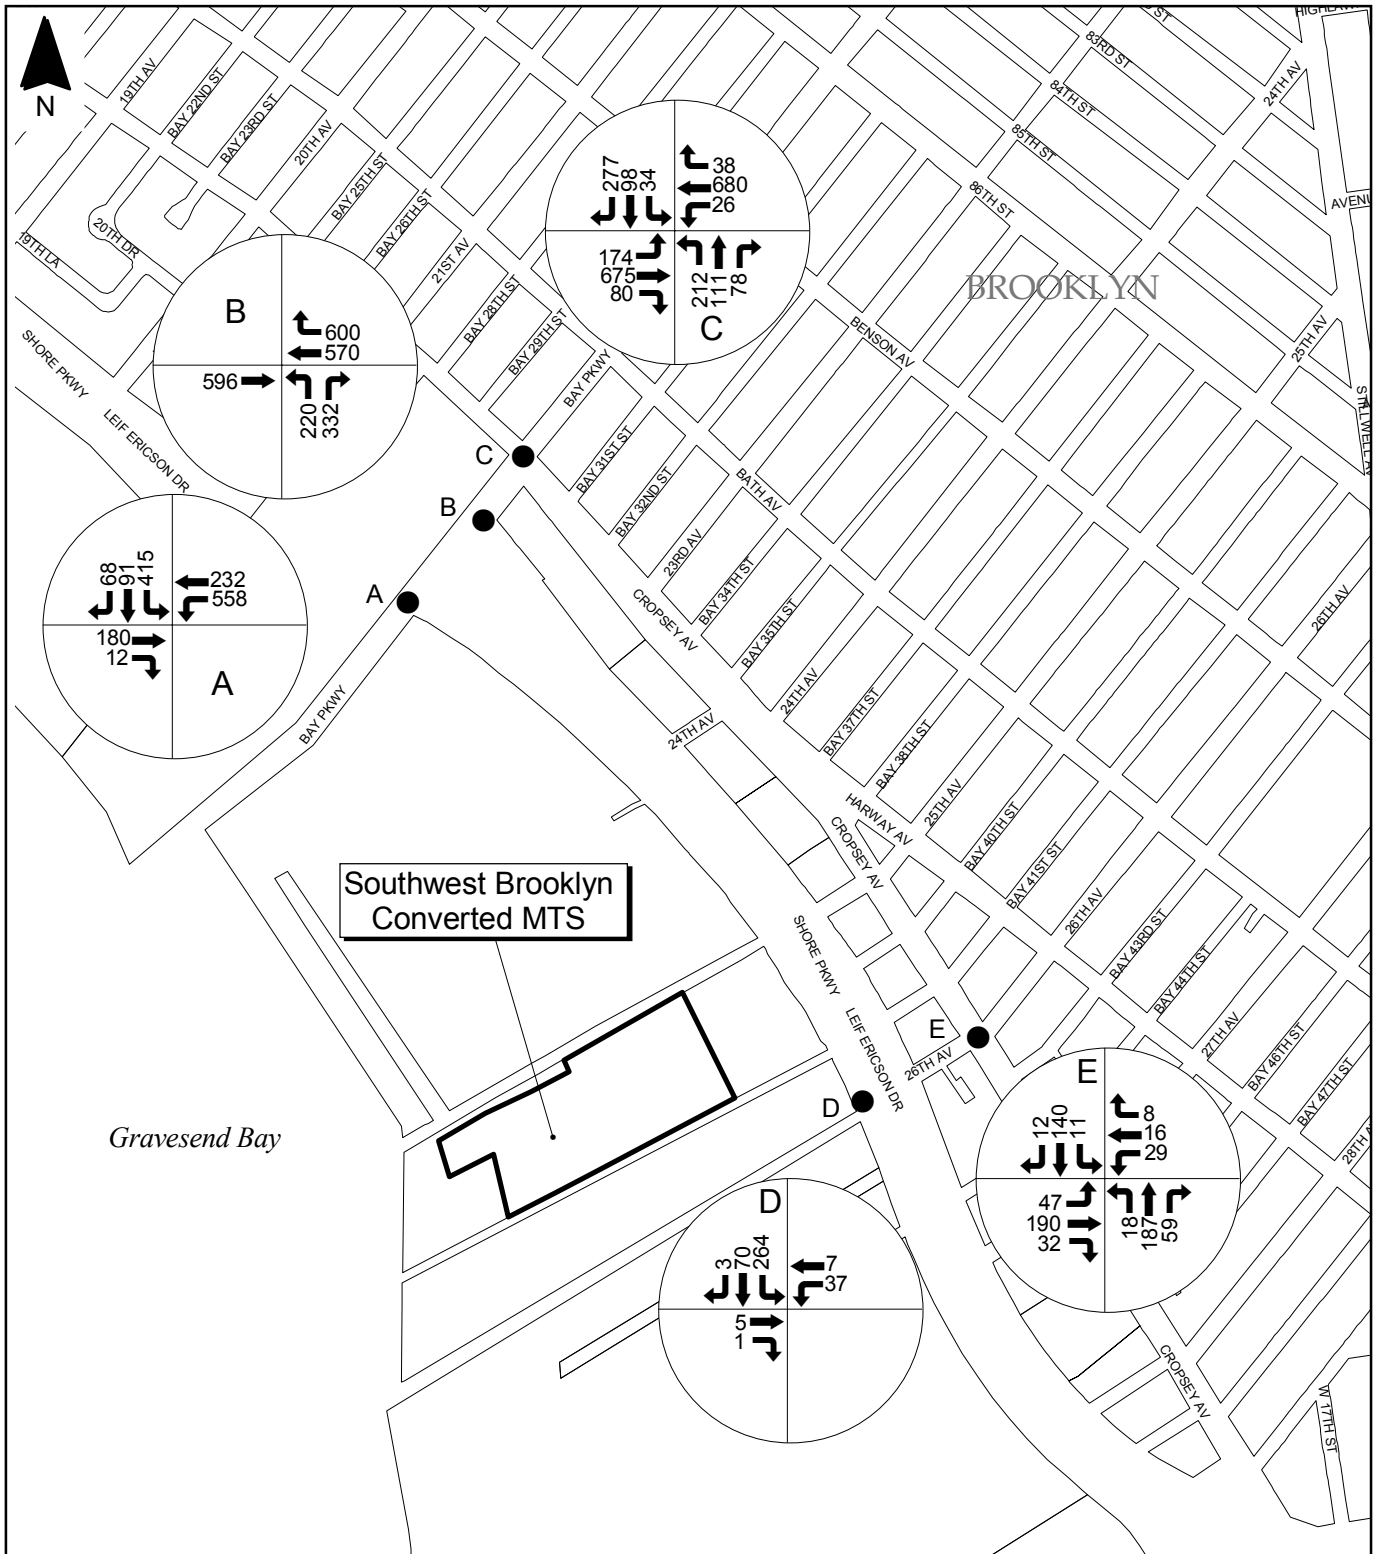 N
19TH AV
BAY 22ND ST
BAY 23RD ST
20TH AV
BAY 25TH ST
BAY 26TH ST
21ST AV
BAY 28TH ST
BAY 29TH ST
BAY PKWY
BAY 31ST ST
BAY 32ND ST
23RD AV
BAY 34TH ST
BAY 35TH ST
24TH AV
BAY 37TH ST
BAY 38TH ST
25TH AV
BAY 40TH ST
BAY 41ST ST
26TH AV
BAY 43RD ST
BAY 44TH ST
27TH AV
BAY 46TH ST
BAY 47TH ST
28TH AV
19TH LA
20TH DR
SHORE PKWY
LEIF ERICSON DR
83RD ST
84TH ST
85TH ST
86TH ST
24TH AV
25TH AV
26TH AV
BENSON AV
BATH AV
CROPSEY AV
HARWAY AV
CROPSEY AV
24TH AV
BAY PKWY
SHORE PKWY
LEIF ERICSON DR
26TH AV
CROPSEY AV
W 17TH ST
BROOKLYN
277
98
34
38
680
26
174
675
80
212
111
78
C
B
600
570
596
220
332
68
91
415
232
558
180
12
A
C
B
A
Southwest Brooklyn
Converted MTS
Gravesend Bay
E
D
E
12
140
11
8
16
29
47
190
32
18
187
59
D
3
70
264
7
37
5
1